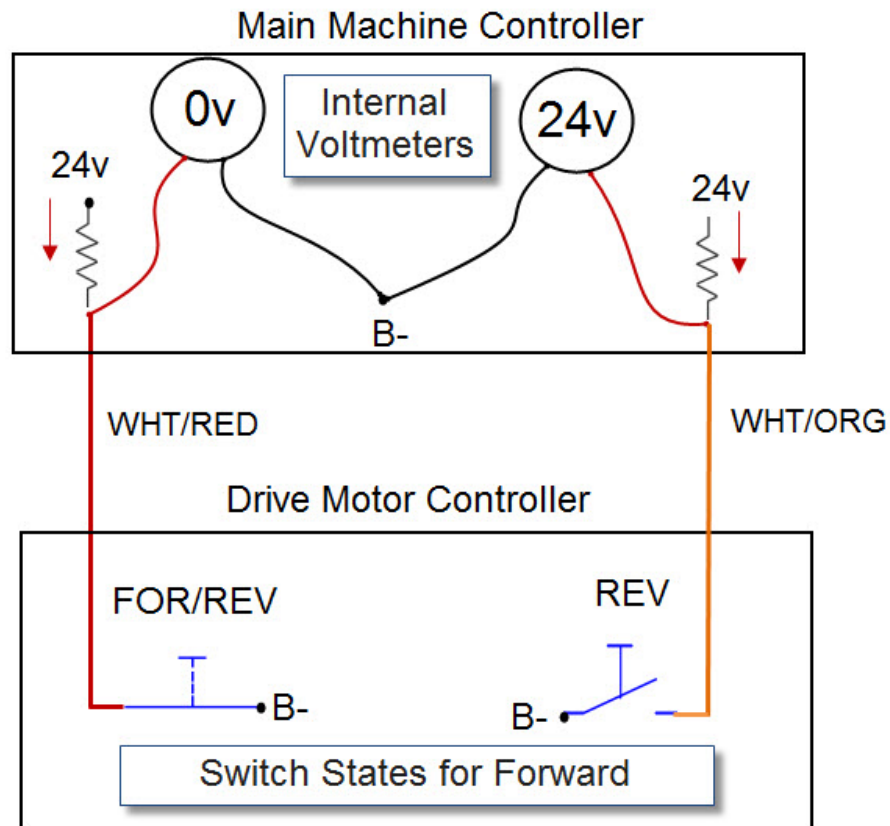 Main Machine Controller
0v
Internal
Voltmeters
24v
24v
24v
B-
WHT/RED
WHT/ORG
Drive Motor Controller
FOR/REV
REV
B-
B-
Switch States for Forward